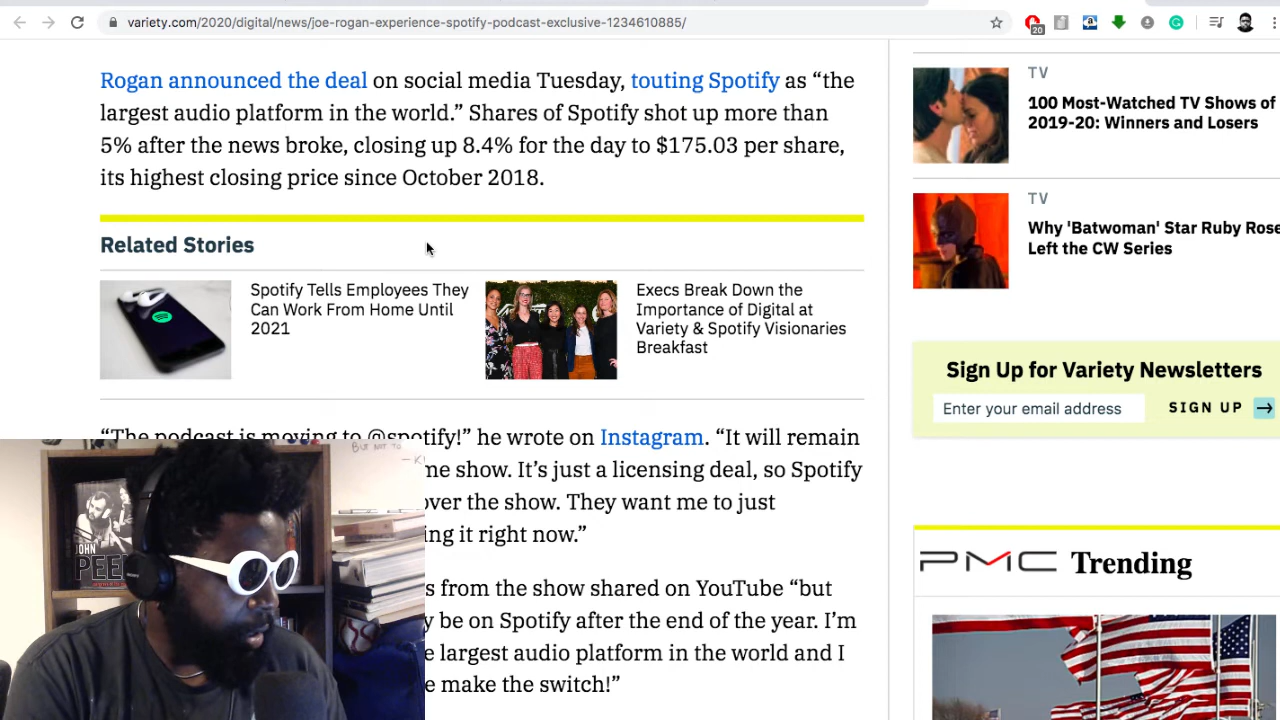 variety.com/2020/digital/news/joe-rogan-experience-spotify-podcast-exclusive-1234610885/
20
Rogan announced the deal on social media Tuesday, touting Spotify as “the
largest audio platform in the world.” Shares of Spotify shot up more than
5% after the news broke, closing up 8.4% for the day to $175.03 per share,
its highest closing price since October 2018.
Related Stories
Spotify Tells Employees They
Can Work From Home Until
2021
Execs Break Down the
Importance of Digital at
Variety & Spotify Visionaries
Breakfast
“The podcast is moving to @spotify!” he wrote on Instagram. “It will remain
me show. It’s just a licensing deal, so Spotify
over the show. They want me to just
ing it right now.”
s from the show shared on YouTube “but
y be on Spotify after the end of the year. I’m
e largest audio platform in the world and I
e make the switch!”
BUT NOT TO
JOHN
PEEL
TV
100 Most-Watched TV Shows of
2019-20: Winners and Losers
TV
Why 'Batwoman' Star Ruby Rose
Left the CW Series
Sign Up for Variety Newsletters
Enter your email address
SIGN UP
PMC Trending